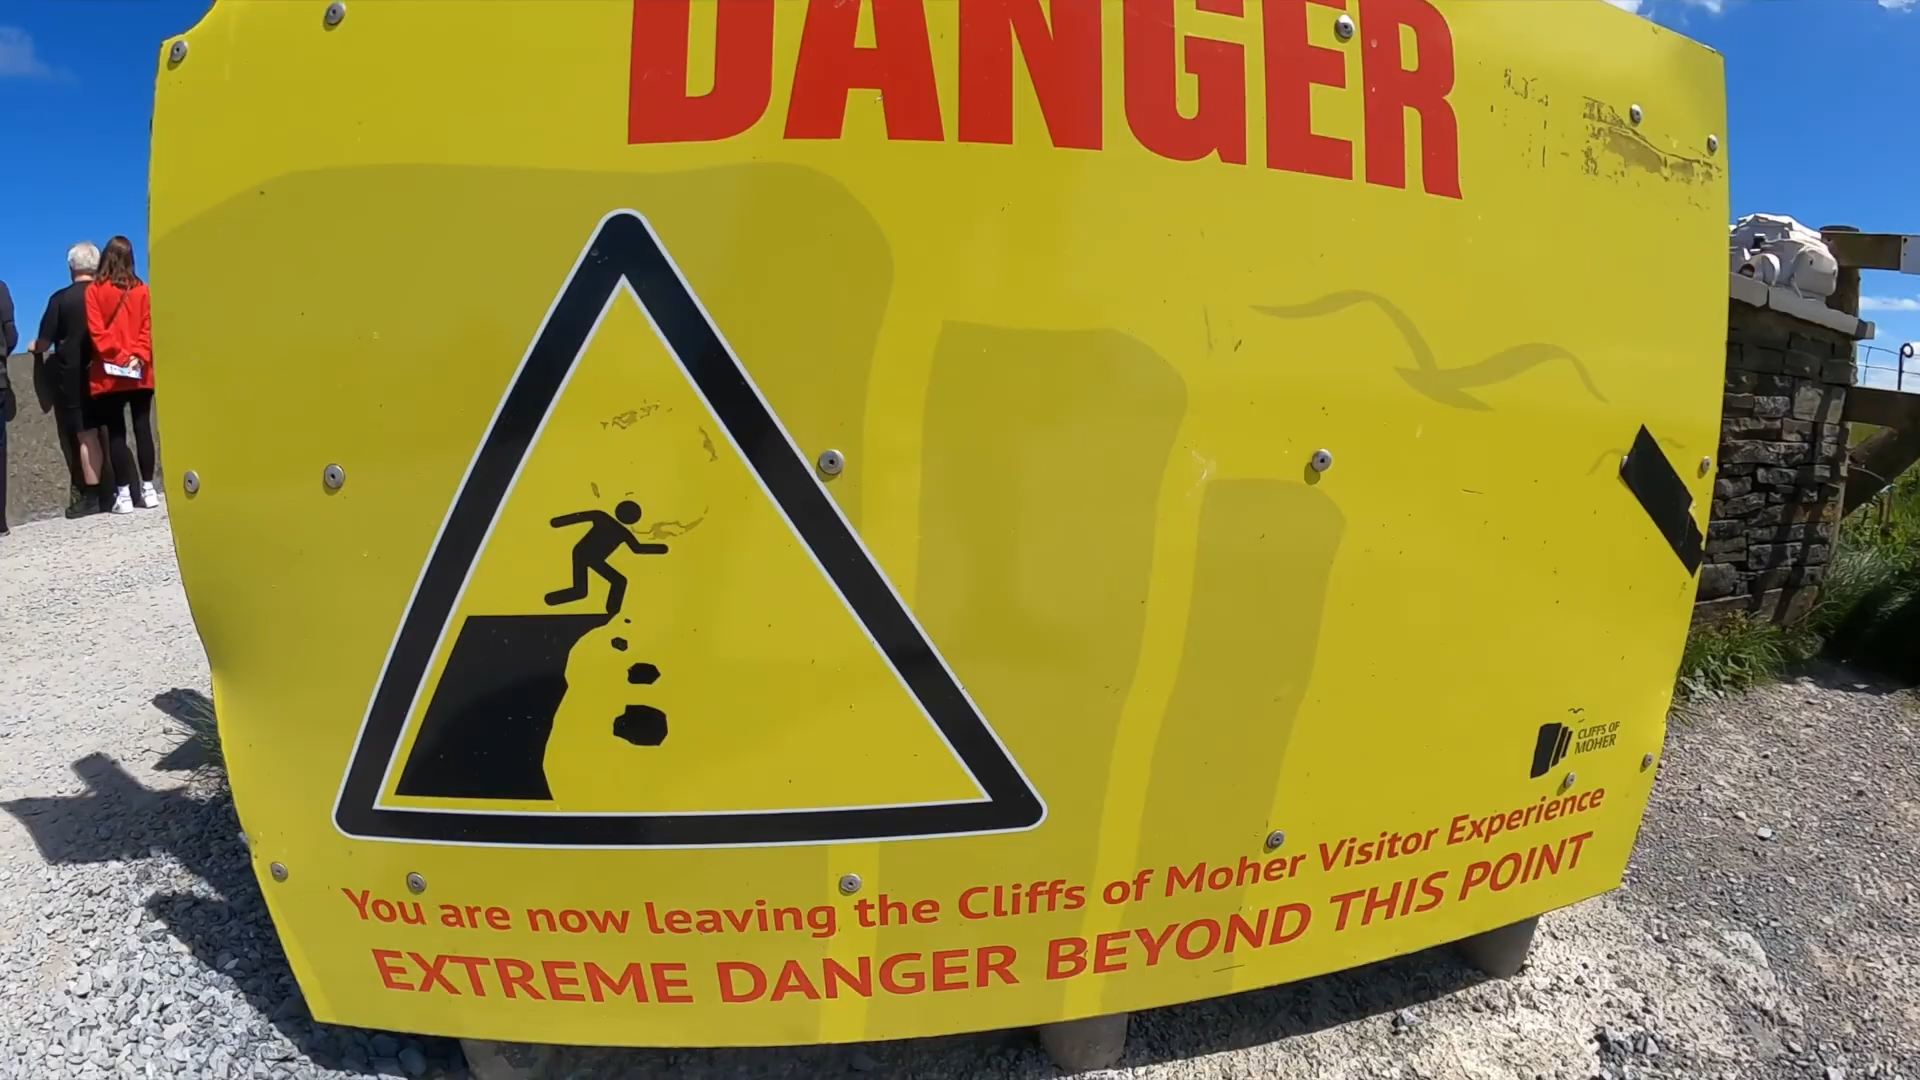 DANGER
CLIFFS OF
MOHER
You are now leaving the Cliffs of Moher Visitor Experience
EXTREME DANGER BEYOND THIS POINT